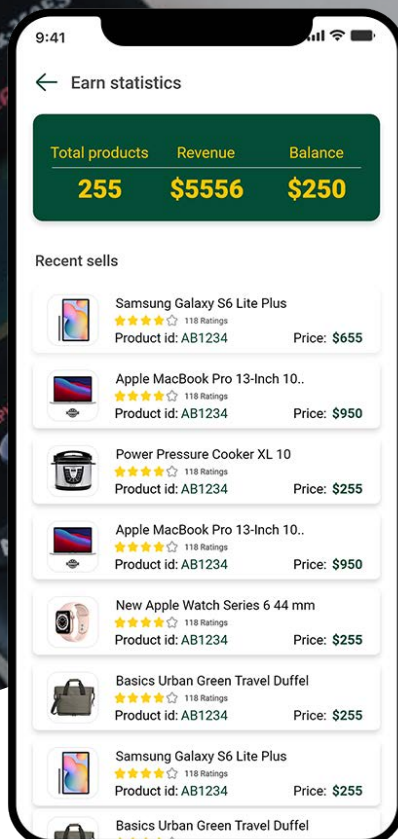 9:41
Earn statistics
Total products Revenue Balance
255 $5556 $250
Recent sells
Samsung Galaxy S6 Lite Plus
118 Ratings
Product id: AB1234 Price: $655
Apple MacBook Pro 13-Inch 10..
118 Ratings
Product id: AB1234 Price: $950
Power Pressure Cooker XL 10
118 Ratings
Product id: AB1234 Price: $255
Apple MacBook Pro 13-Inch 10..
118 Ratings
Product id: AB1234 Price: $950
New Apple Watch Series 6 44 mm
118 Ratings
Product id: AB1234 Price: $255
Basics Urban Green Travel Duffel
118 Ratings
Product id: AB1234 Price: $255
Samsung Galaxy S6 Lite Plus
118 Ratings
Product id: AB1234 Price: $255
Basics Urban Green Travel Duffel